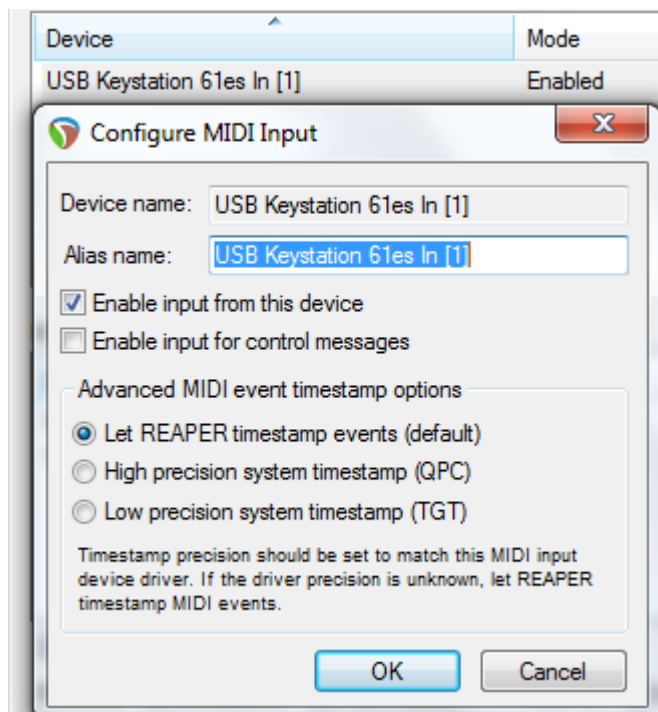 Device Mode
USB Keystation 61es In [1] Enabled
Configure MIDI Input
Device name: USB Keystation 61es In [1]
Alias name: USB Keystation 61es In [1]
Enable input from this device
Enable input for control messages
Advanced MIDI event timestamp options
Let REAPER timestamp events (default)
High precision system timestamp (QPC)
Low precision system timestamp (TGT)
Timestamp precision should be set to match this MIDI input
device driver. If the driver precision is unknown, let REAPER
timestamp MIDI events.
OK Cancel